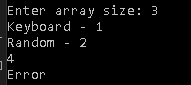 Enter array size: 3
Keyboard - 1
Random - 2
4
Error